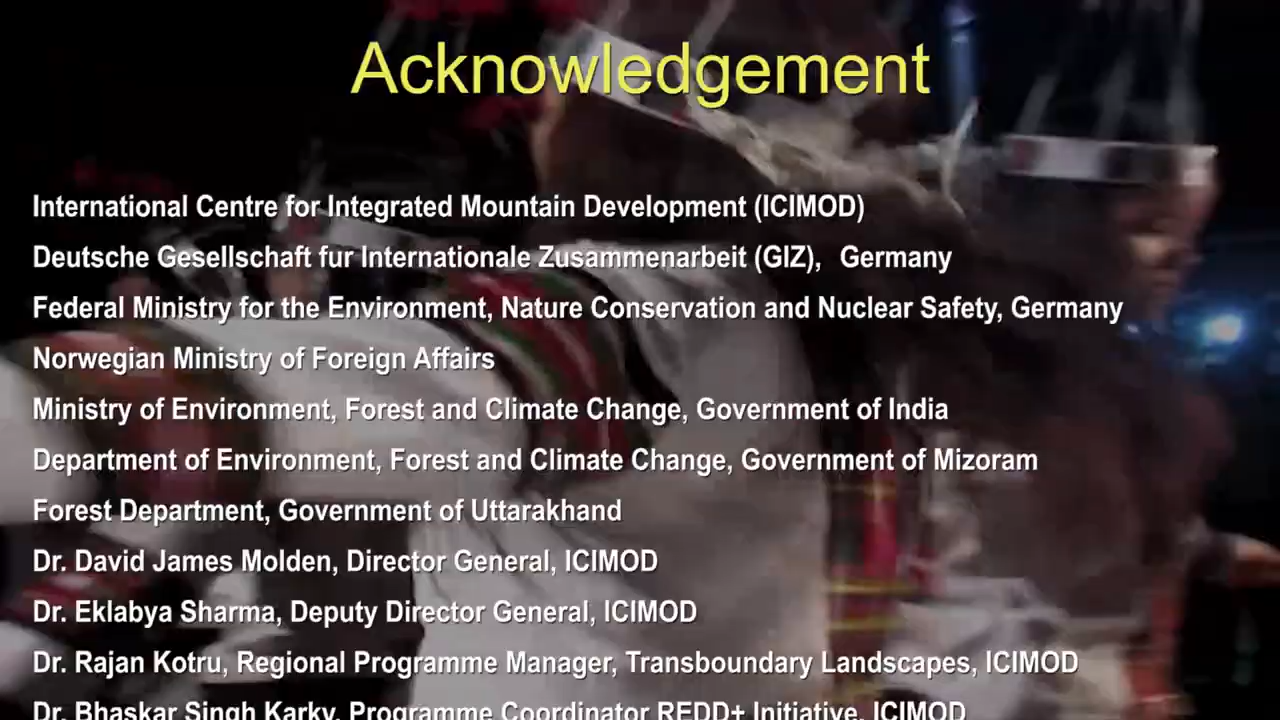 Acknowledgement
International Centre for Integrated Mountain Development (ICIMOD)
Deutsche Gesellschaft fur Internationale Zusammenarbeit (GIZ), Germany
Federal Ministry for the Environment, Nature Conservation and Nuclear Safety, Germany
Norwegian Ministry of Foreign Affairs
Ministry of Environment, Forest and Climate Change, Government of India
Department of Environment, Forest and Climate Change, Government of Mizoram
Forest Department, Government of Uttarakhand
Dr. David James Molden, Director General, ICIMOD
Dr. Eklabya Sharma, Deputy Director General, ICIMOD
Dr. Rajan Kotru, Regional Programme Manager, Transboundary Landscapes, ICIMOD
Dr. Bhaskar Singh Karky, Programme Coordinator REDD+ Initiative, ICIMOD